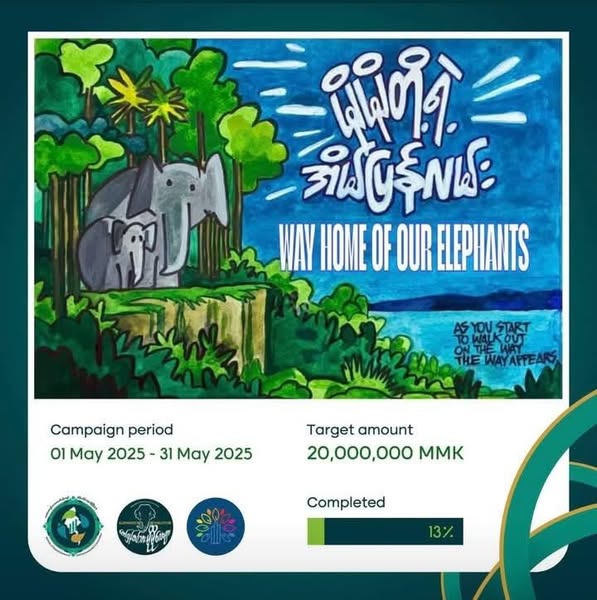 မိုမိုတို့ရဲ့
အိမ်ပြန်လမ်း
WAY HOME OF OUR ELEPHANTS
AS YOU START
TO WALK OUT
ON THE WAY
THE WAY APPEARS.
Campaign period
01 May 2025 - 31 May 2025
Target amount
20,000,000 MMK
Completed
13%